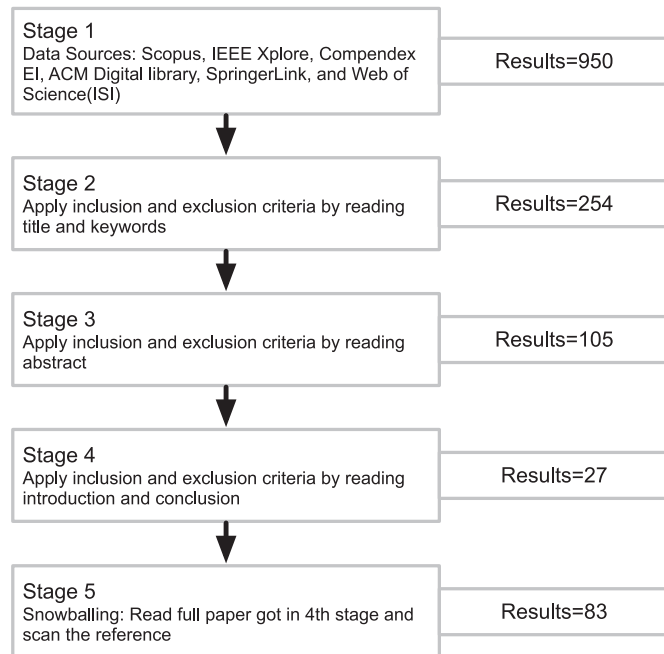 Stage 1
Data Sources: Scopus, IEEE Xplore, Compendex
EI, ACM Digital library, SpringerLink, and Web of
Science(ISI)
Results=950
Stage 2
Apply inclusion and exclusion criteria by reading
title and keywords
Results=254
Stage 3
Apply inclusion and exclusion criteria by reading
abstract
Results=105
Stage 4
Apply inclusion and exclusion criteria by reading
introduction and conclusion
Results=27
Stage 5
Snowballing: Read full paper got in 4th stage and
scan the reference
Results=83